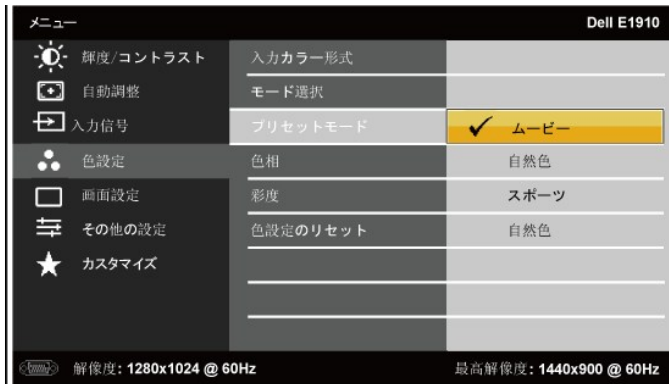 メニュー
Dell E1910
輝度/コントラスト
自動調整
入力信号
色設定
画面設定
その他の設定
カスタマイズ
入力カラー形式
モード選択
プリセットモード
色相
彩度
色設定のリセット
ムービー
自然色
スポーツ
自然色
解像度: 1280x1024 @ 60Hz
最高解像度: 1440x900 @ 60Hz